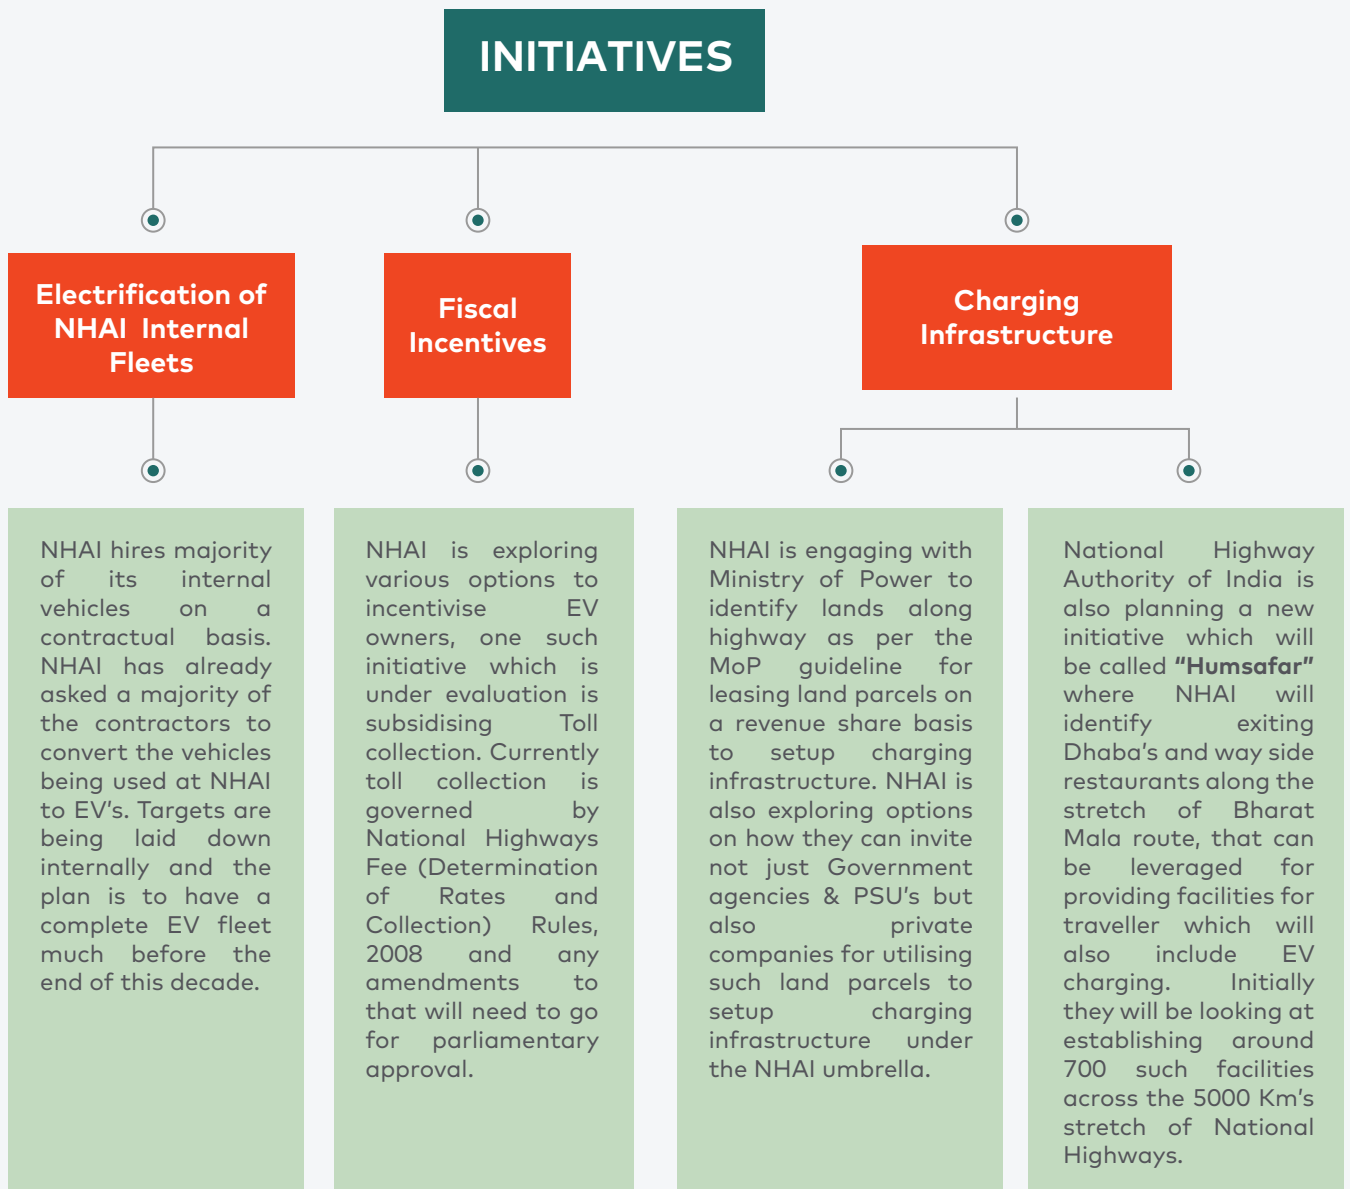 INITIATIVES
Electrification of
NHAI Internal
Fleets
Fiscal
Incentives
Charging
Infrastructure
NHAI hires majority
of its internal
vehicles on a
contractual basis.
NHAI has already
asked a majority of
the contractors to
convert the vehicles
being used at NHAI
to EV's. Targets are
being laid down
internally and the
plan is to have a
complete EV fleet
much before the
end of this decade.
NHAI is exploring
various options to
incentivise EV
owners, one such
initiative which is
under evaluation is
subsidising Toll
collection. Currently
toll collection is
governed by
National Highways
Fee (Determination
of Rates and
Collection) Rules,
2008 and any
amendments to
that will need to go
for parliamentary
approval.
NHAI is engaging with
Ministry of Power to
identify lands along
highway as per the
MoP guideline for
leasing land parcels on
a revenue share basis
to setup charging
infrastructure. NHAI is
also exploring options
on how they can invite
not just Government
agencies & PSU's but
also private
companies for utilising
such land parcels to
setup charging
infrastructure under
the NHAI umbrella.
National Highway
Authority of India is
also planning a new
initiative which will
be called "Humsafar"
where NHAI will
identify exiting
Dhaba's and way side
restaurants along the
stretch of Bharat
Mala route, that can
be leveraged for
providing facilities for
traveller which will
also include EV
charging. Initially
they will be looking at
establishing around
700 such facilities
across the 5000 Km's
stretch of National
Highways.